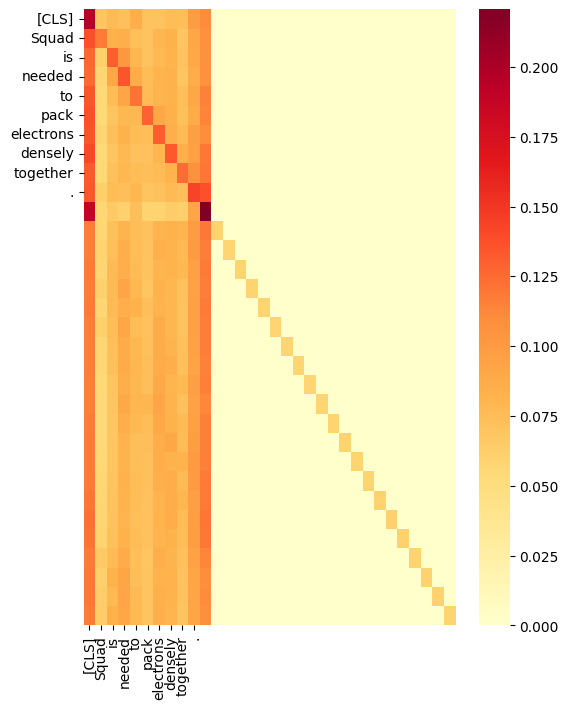 [CLS]
Squad
is
needed
to
pack
electrons
densely
together
.
0.200
0.175
0.150
0.125
0.100
0.075
0.050
0.025
0.000
[CLS]
Squad
is
needed
to
pack
electrons
densely
together
.